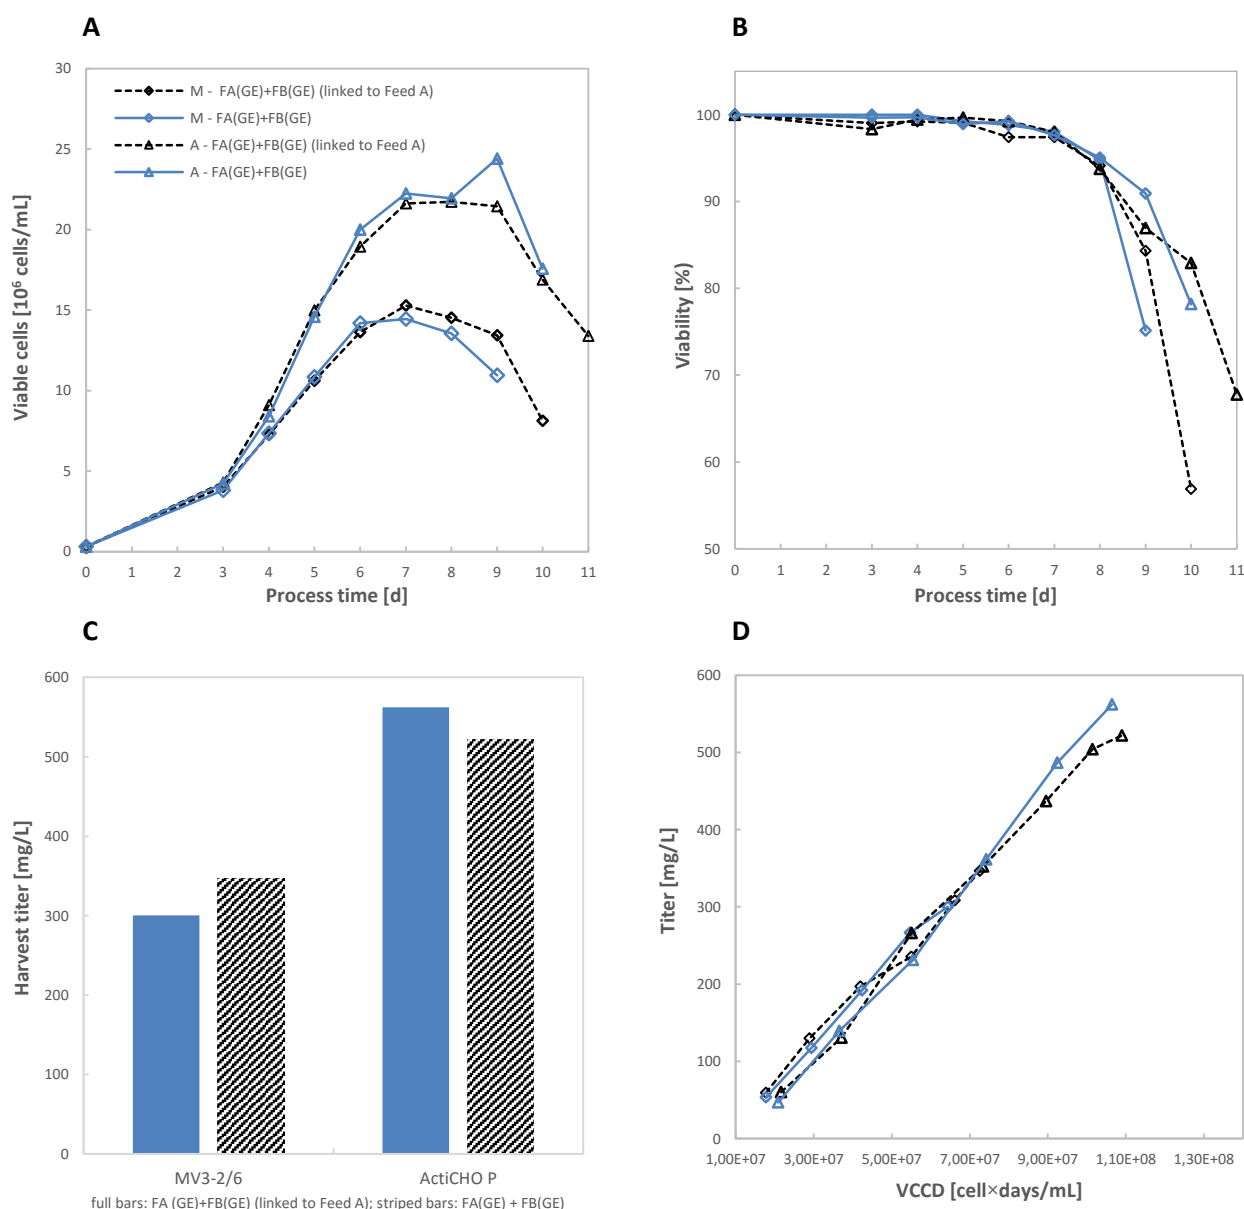 A
30
25
20
15
10
5
0
0 1 2 3 4 5 6 7 8 9 10 11
Viable cells [10⁶ cells/mL]
Process time [d]
M - FA(GE)+FB(GE) (linked to Feed A)
M - FA(GE)+FB(GE)
A - FA(GE)+FB(GE) (linked to Feed A)
A - FA(GE)+FB(GE)
B
100
90
80
70
60
50
0 1 2 3 4 5 6 7 8 9 10 11
Viability [%]
Process time [d]
C
600
500
400
300
200
100
0
Harvest titer [mg/L]
MV3-2/6 ActiCHO P
full bars: FA (GE)+FB(GE) (linked to Feed A); striped bars: FA(GE) + FB(GE)
D
600
500
400
300
200
100
0
1,00E+07 3,00E+07 5,00E+07 7,00E+07 9,00E+07 1,10E+08 1,30E+08
Titer [mg/L]
VCCD [cell×days/mL]